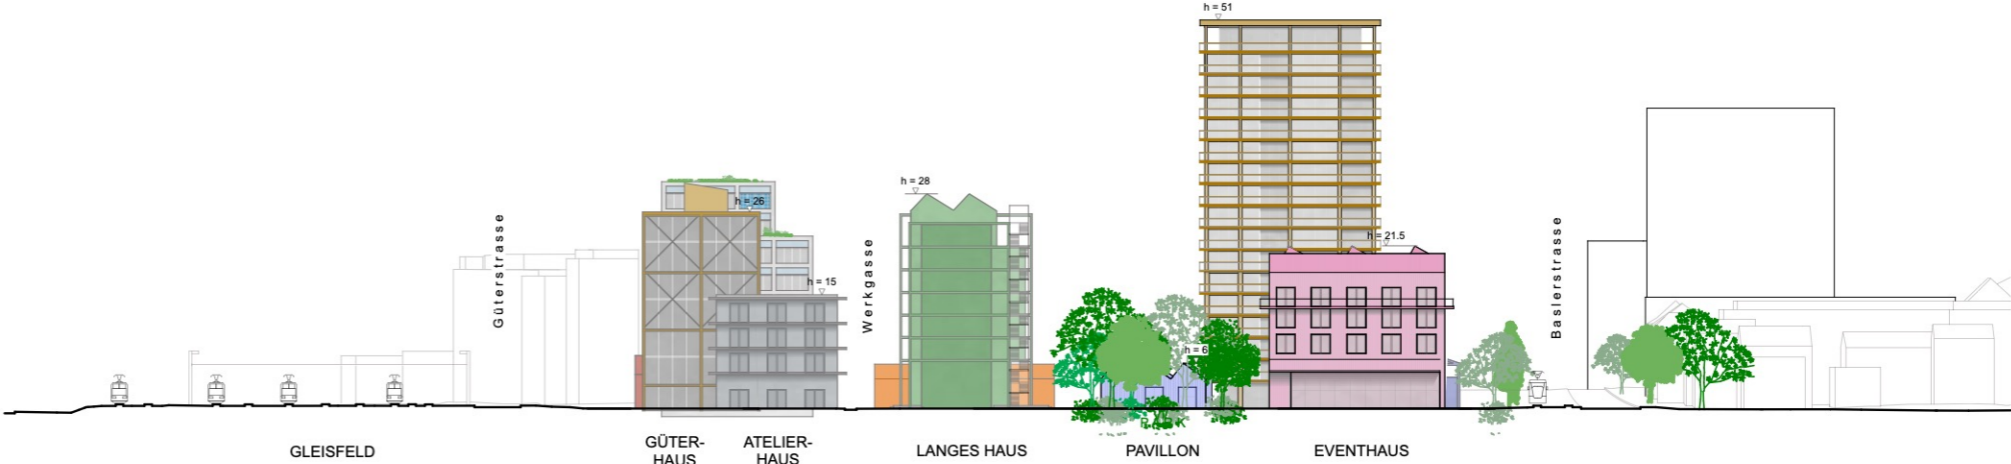 h = 51
h = 28
h = 26
h = 21.5
h = 15
h = 6
Güterstrasse
Werkgasse
Baslerstrasse
PARK
GLEISFELD
GÜTER-
HAUS
ATELIER-
HAUS
LANGES HAUS
PAVILLON
EVENTHAUS